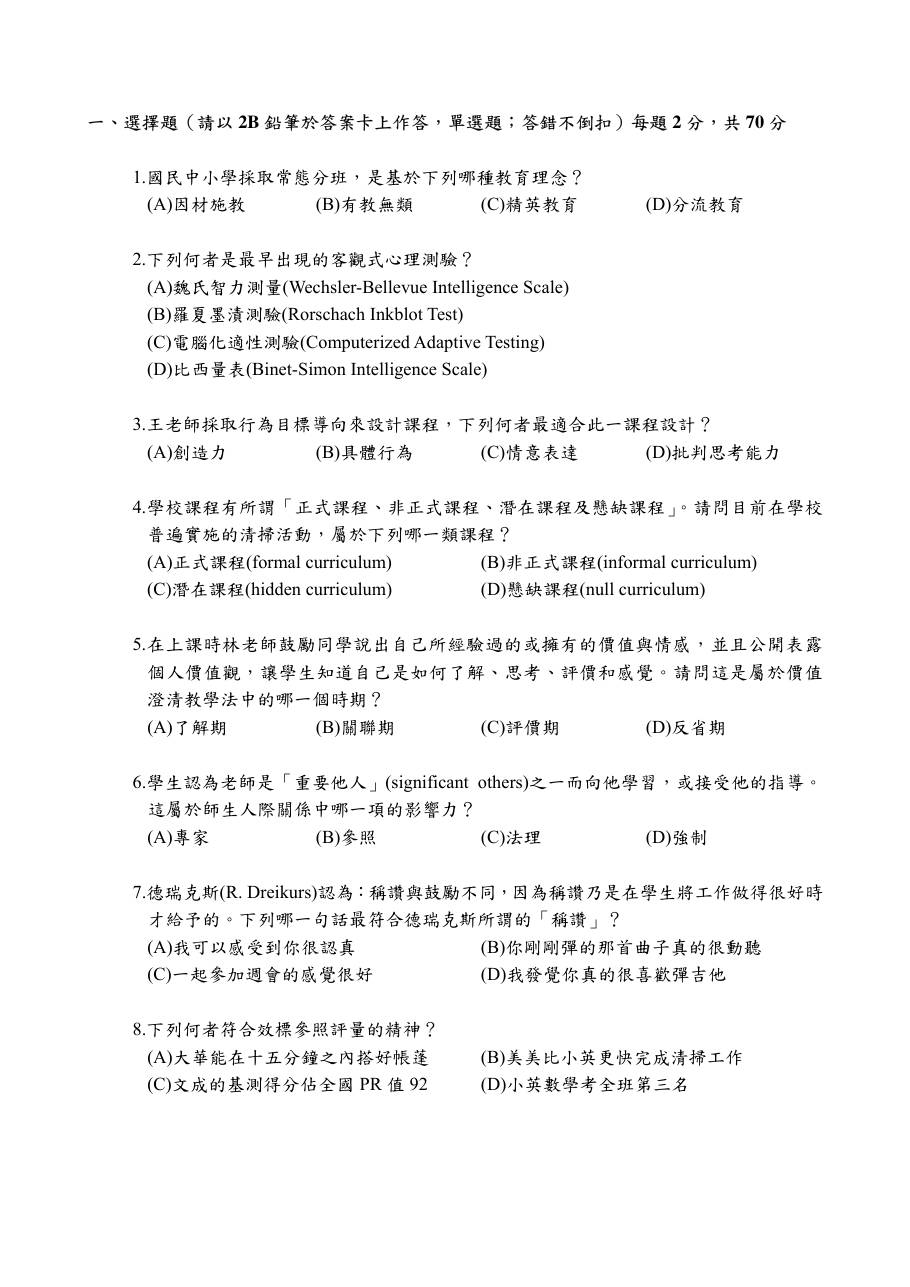 一、選擇題（請以 2B 鉛筆於答案卡上作答，單選題；答錯不倒扣）每題 2 分，共 70 分
1.國民中小學採取常態分班，是基於下列哪種教育理念？
(A)因材施教 (B)有教無類 (C)精英教育 (D)分流教育
2.下列何者是最早出現的客觀式心理測驗？
(A)魏氏智力測量(Wechsler-Bellevue Intelligence Scale)
(B)羅夏墨漬測驗(Rorschach Inkblot Test)
(C)電腦化適性測驗(Computerized Adaptive Testing)
(D)比西量表(Binet-Simon Intelligence Scale)
3.王老師採取行為目標導向來設計課程，下列何者最適合此一課程設計？
(A)創造力 (B)具體行為 (C)情意表達 (D)批判思考能力
4.學校課程有所謂「正式課程、非正式課程、潛在課程及懸缺課程」。請問目前在學校
普遍實施的清掃活動，屬於下列哪一類課程？
(A)正式課程(formal curriculum) (B)非正式課程(informal curriculum)
(C)潛在課程(hidden curriculum) (D)懸缺課程(null curriculum)
5.在上課時林老師鼓勵同學說出自己所經驗過的或擁有的價值與情感，並且公開表露
個人價值觀，讓學生知道自己是如何了解、思考、評價和感覺。請問這是屬於價值
澄清教學法中的哪一個時期？
(A)了解期 (B)關聯期 (C)評價期 (D)反省期
6.學生認為老師是「重要他人」(significant others)之一而向他學習，或接受他的指導。
這屬於師生人際關係中哪一項的影響力？
(A)專家 (B)參照 (C)法理 (D)強制
7.德瑞克斯(R. Dreikurs)認為：稱讚與鼓勵不同，因為稱讚乃是在學生將工作做得很好時
才給予的。下列哪一句話最符合德瑞克斯所謂的「稱讚」？
(A)我可以感受到你很認真 (B)你剛剛彈的那首曲子真的很動聽
(C)一起參加週會的感覺很好 (D)我發覺你真的很喜歡彈吉他
8.下列何者符合效標參照評量的精神？
(A)大華能在十五分鐘之內搭好帳蓬 (B)美美比小英更快完成清掃工作
(C)文成的基測得分佔全國 PR 值 92 (D)小英數學考全班第三名